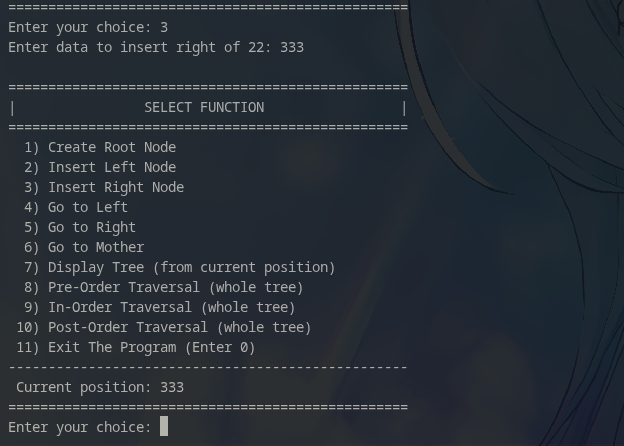 ==================================================
Enter your choice: 3
Enter data to insert right of 22: 333
==================================================
|                SELECT FUNCTION                 |
==================================================
  1) Create Root Node
  2) Insert Left Node
  3) Insert Right Node
  4) Go to Left
  5) Go to Right
  6) Go to Mother
  7) Display Tree (from current position)
  8) Pre-Order Traversal (whole tree)
  9) In-Order Traversal (whole tree)
 10) Post-Order Traversal (whole tree)
 11) Exit The Program (Enter 0)
--------------------------------------------------
 Current position: 333
==================================================
Enter your choice: